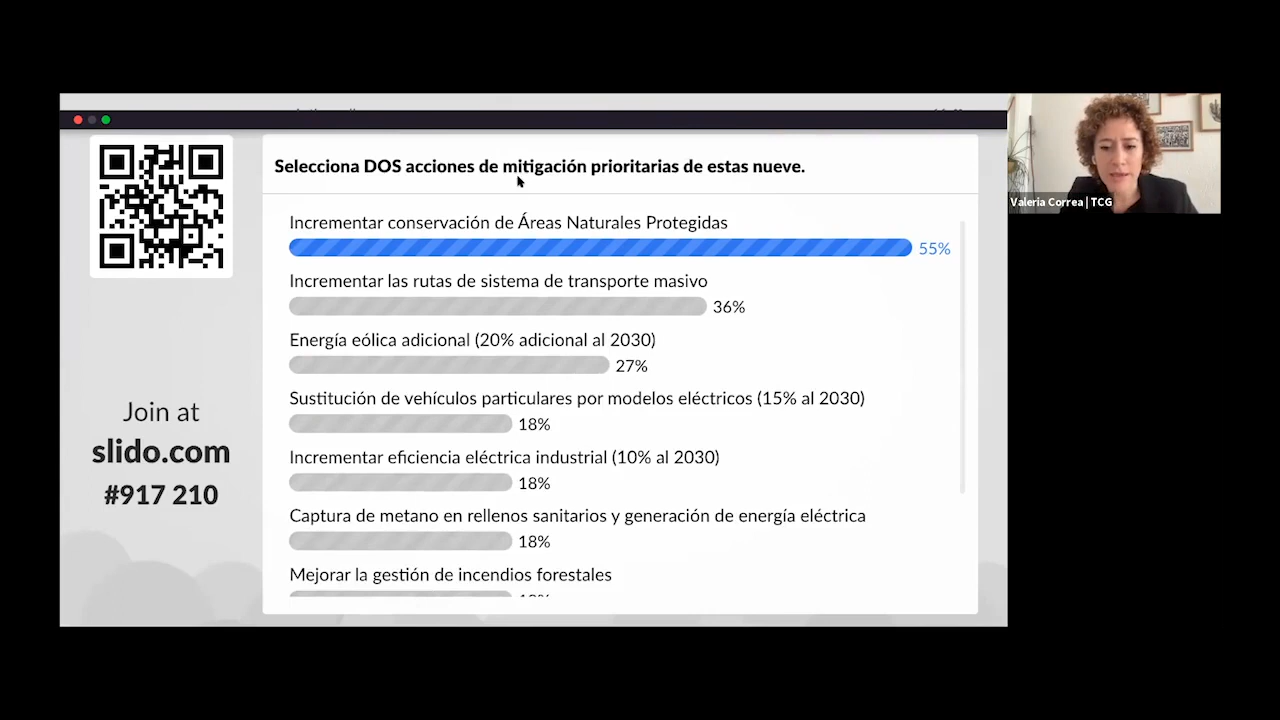 Selecciona DOS acciones de mitigación prioritarias de estas nueve.
Incrementar conservación de Áreas Naturales Protegidas
55%
Incrementar las rutas de sistema de transporte masivo
36%
Energía eólica adicional (20% adicional al 2030)
27%
Sustitución de vehículos particulares por modelos eléctricos (15% al 2030)
18%
Incrementar eficiencia eléctrica industrial (10% al 2030)
18%
Captura de metano en rellenos sanitarios y generación de energía eléctrica
18%
Mejorar la gestión de incendios forestales
Join at
slido.com
#917 210
Valeria Correa | TCG